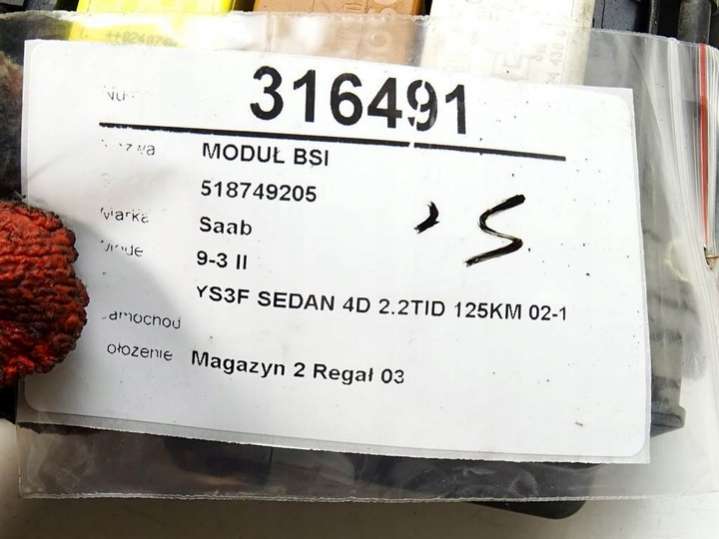 316491
MODUŁ BSI
518749205
Marka Saab
9-3 II
YS3F SEDAN 4D 2.2TID 125KM 02-1
Magazyn 2 Regał 03